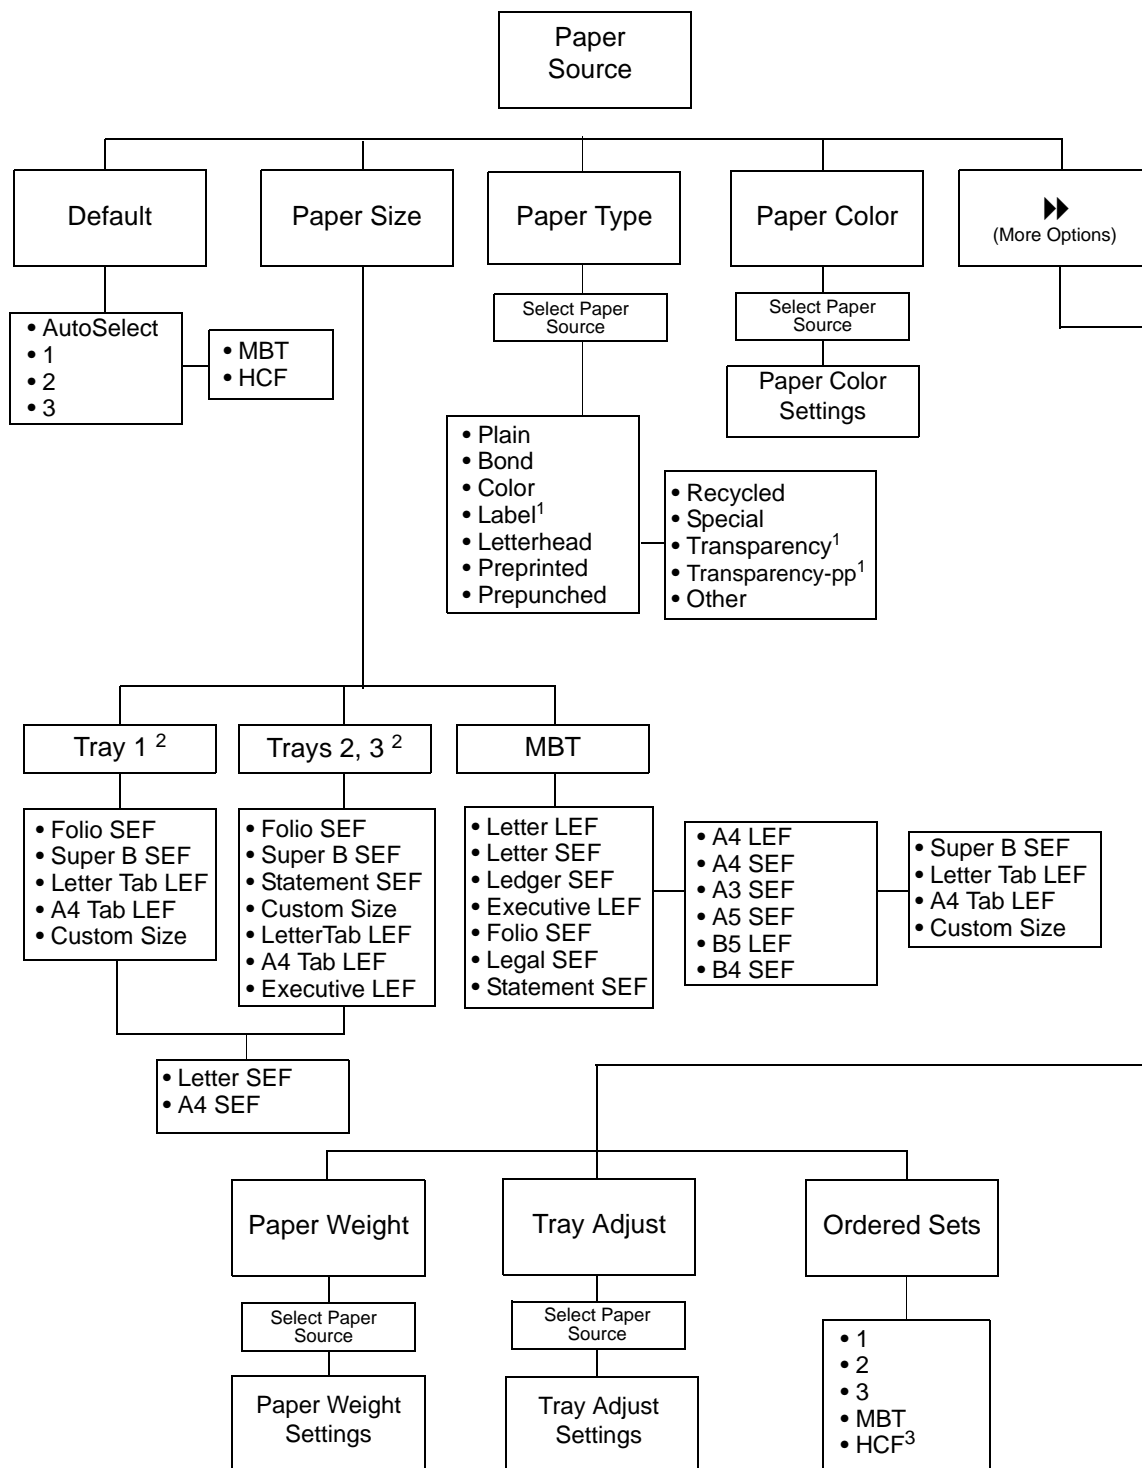 Paper
Source
Default
Paper Size
Paper Type
Paper Color
(More Options)
Select Paper
Source
Select Paper
Source
• AutoSelect
• 1
• 2
• 3
• MBT
• HCF
Paper Color
Settings
• Plain
• Bond
• Color
• Label1
• Letterhead
• Preprinted
• Prepunched
• Recycled
• Special
• Transparency1
• Transparency-pp1
• Other
Tray 1 2
Trays 2, 3 2
MBT
• Folio SEF
• Super B SEF
• Letter Tab LEF
• A4 Tab LEF
• Custom Size
• Folio SEF
• Super B SEF
• Statement SEF
• Custom Size
• LetterTab LEF
• A4 Tab LEF
• Executive LEF
• Letter LEF
• Letter SEF
• Ledger SEF
• Executive LEF
• Folio SEF
• Legal SEF
• Statement SEF
• A4 LEF
• A4 SEF
• A3 SEF
• A5 SEF
• B5 LEF
• B4 SEF
• Super B SEF
• Letter Tab LEF
• A4 Tab LEF
• Custom Size
• Letter SEF
• A4 SEF
Paper Weight
Tray Adjust
Ordered Sets
Select Paper
Source
Select Paper
Source
Paper Weight
Settings
Tray Adjust
Settings
• 1
• 2
• 3
• MBT
• HCF3